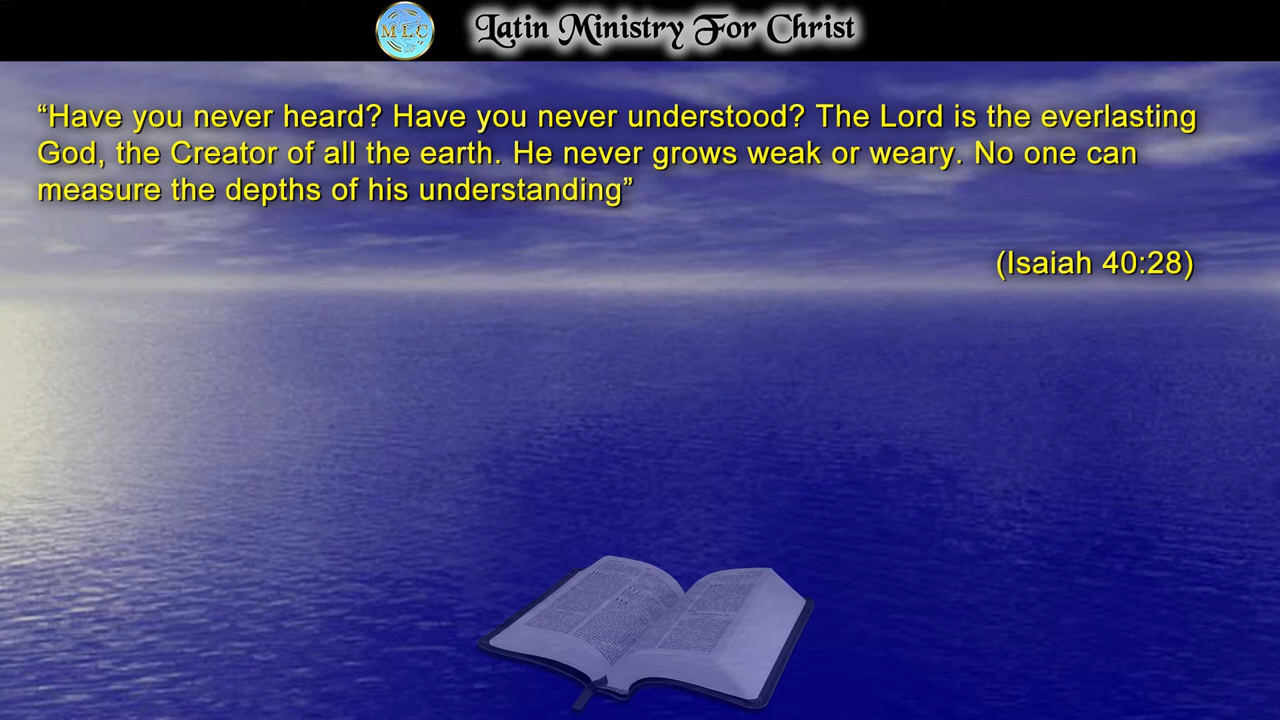 MLC
Latin Ministry For Christ
“Have you never heard? Have you never understood? The Lord is the everlasting
God, the Creator of all the earth. He never grows weak or weary. No one can
measure the depths of his understanding”
(Isaiah 40:28)